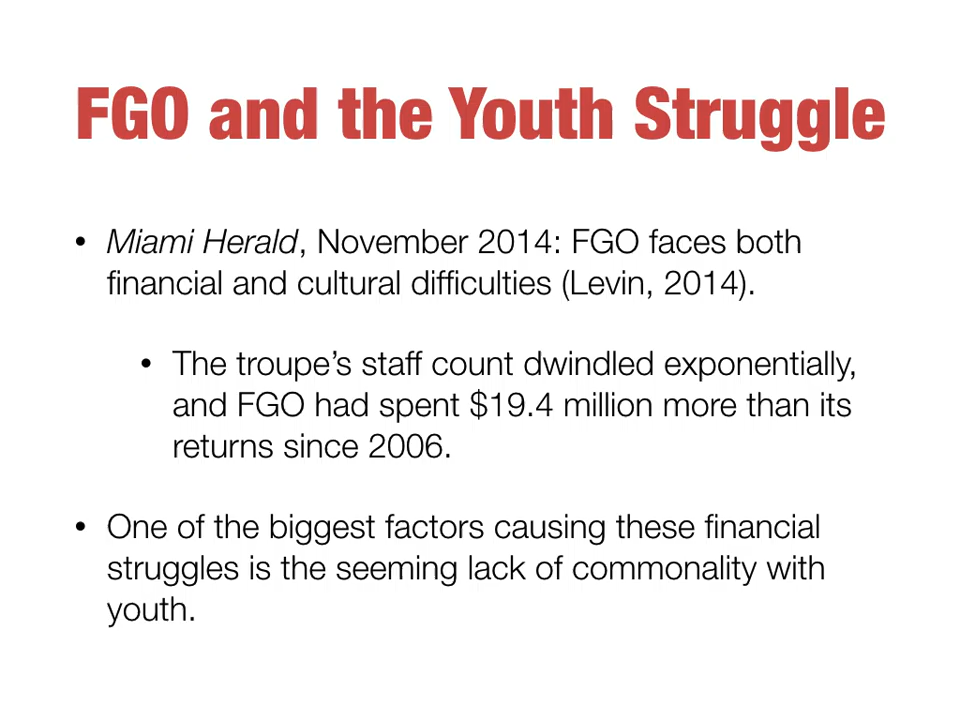 FGO and the Youth Struggle
• Miami Herald, November 2014: FGO faces both
financial and cultural difficulties (Levin, 2014).
• The troupe’s staff count dwindled exponentially,
and FGO had spent $19.4 million more than its
returns since 2006.
• One of the biggest factors causing these financial
struggles is the seeming lack of commonality with
youth.